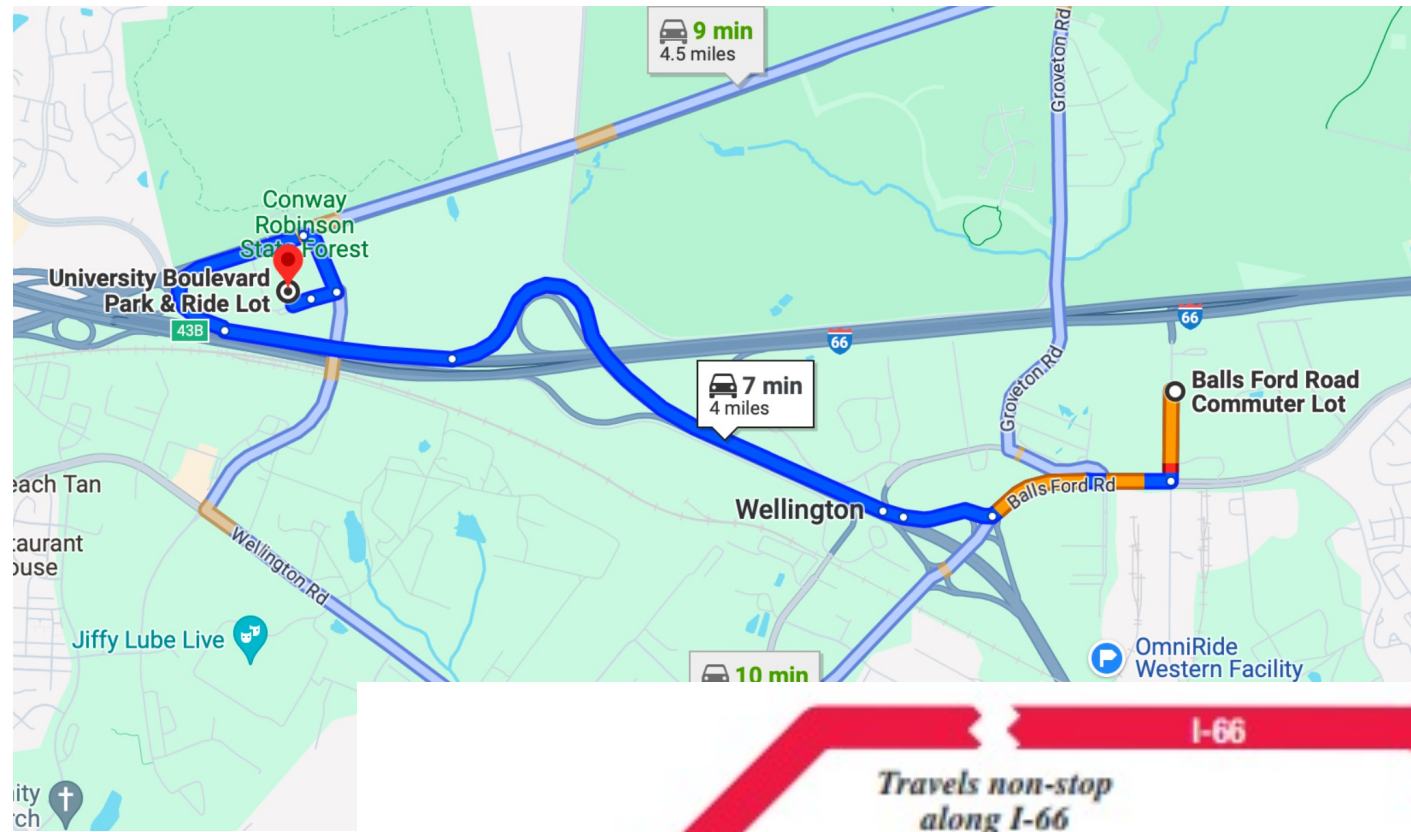 9 min
4.5 miles
Groveton Rd
Conway
Robinson
State Forest
University Boulevard
Park & Ride Lot
43B
66
66
7 min
4 miles
Groveton Rd
Balls Ford Road
Commuter Lot
Balls Ford Rd
Wellington
each Tan
taurant
ouse
Wellington Rd
Jiffy Lube Live
OmniRide
Western Facility
10 min
I-66
Travels non-stop
along I-66
ity
rch